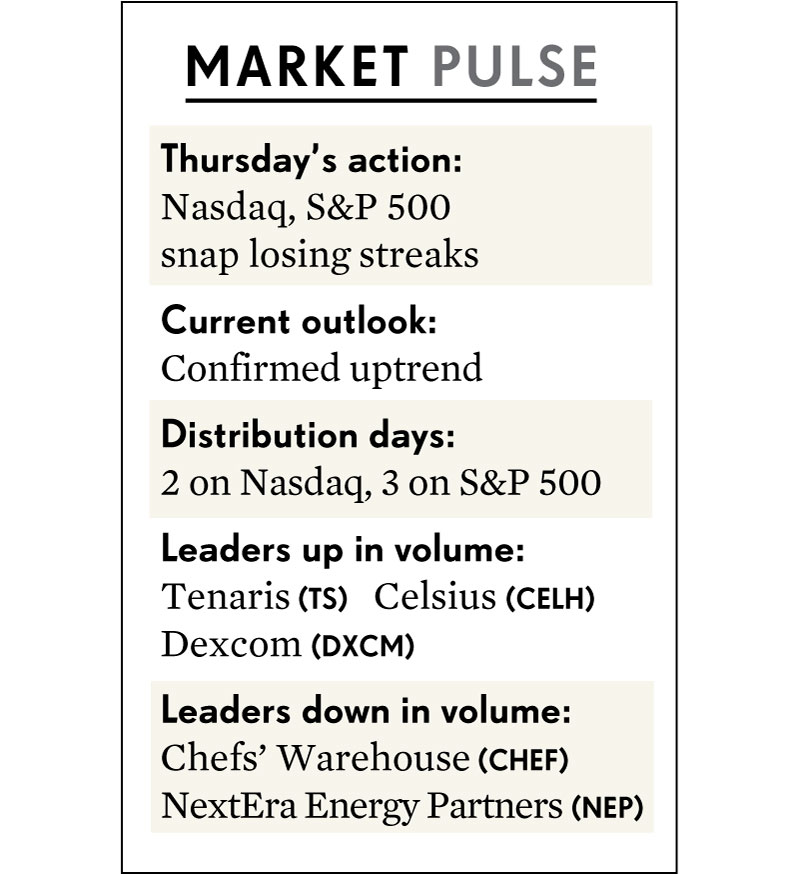 MARKET PULSE
Thursday’s action:
Nasdaq, S&P 500
snap losing streaks
Current outlook:
Confirmed uptrend
Distribution days:
2 on Nasdaq, 3 on S&P 500
Leaders up in volume:
Tenaris (TS) Celsius (CELH)
Dexcom (DXCM)
Leaders down in volume:
Chefs’ Warehouse (CHEF)
NextEra Energy Partners (NEP)